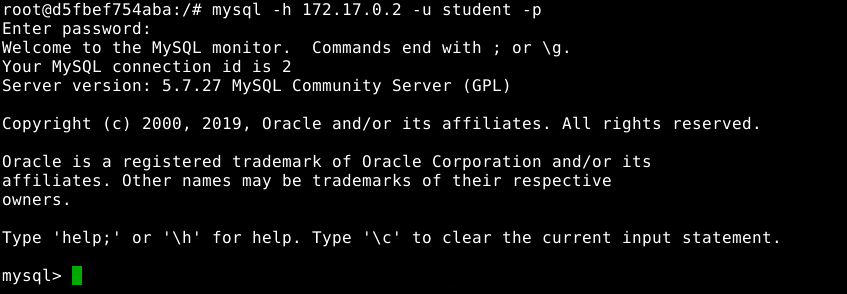 root@d5fbef754aba:/# mysql -h 172.17.0.2 -u student -p
Enter password:
Welcome to the MySQL monitor.  Commands end with ; or \g.
Your MySQL connection id is 2
Server version: 5.7.27 MySQL Community Server (GPL)
Copyright (c) 2000, 2019, Oracle and/or its affiliates. All rights reserved.
Oracle is a registered trademark of Oracle Corporation and/or its
affiliates. Other names may be trademarks of their respective
owners.
Type 'help;' or '\h' for help. Type '\c' to clear the current input statement.
mysql>